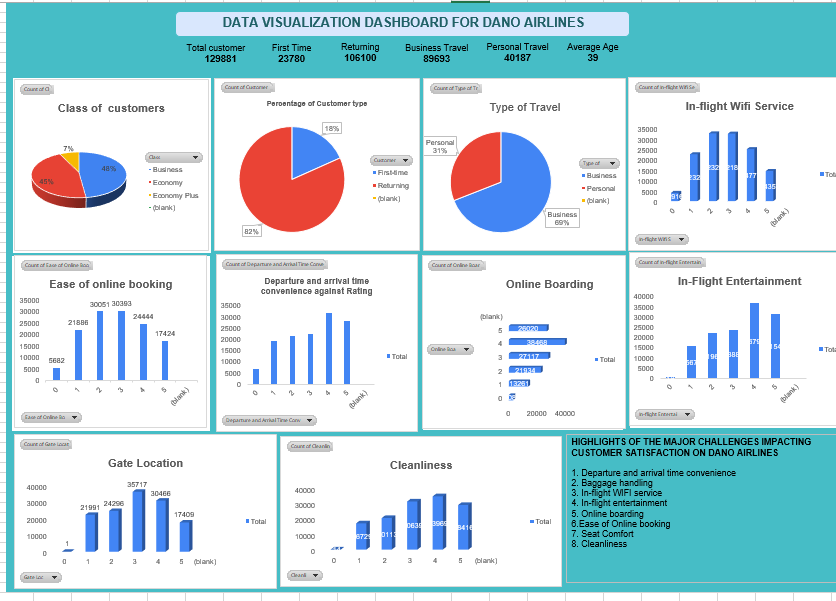 DATA VISUALIZATION DASHBOARD FOR DANO AIRLINES
Total customer First Time Returning Business Travel Personal Travel Average Age
129881 23780 106100 89693 40187 39
Count of Cl
Class of customers
7%
48%
45%
Class
Business
Economy
Economy Plus
(blank)
Count of Customer
Percentage of Customer type
18%
82%
Customer
First-time
Returning
(blank)
Count of Type of Tr
Type of Travel
Personal
31%
Business
69%
Type of
Business
Personal
(blank)
Count of In-flight Wifi Se
In-flight Wifi Service
35000
30000
25000
20000
15000
10000
5000
0
0 1 2 3 4 5 (blank)
In-flight Wifi S
Count of Ease of Online Boo
Ease of online booking
35000
30000
25000
20000
15000
10000
5000
0
5682 21886 30051 30393 24444 17424
0 1 2 3 4 5 (blank)
Ease of Online Bo
Count of Departure and Arrival Time Conve
Departure and arrival time
convenience against Rating
35000
30000
25000
20000
15000
10000
5000
0
0 1 2 3 4 5 (blank)
Total
Departure and Arrival Time Conv
Count of Online Boar
Online Boarding
Online Boa
(blank)
5 26020
4 38468
3 27117
2 21934
1 13261
0
0 20000 40000
Total
Count of In-flight Entertain
In-Flight Entertainment
40000
35000
30000
25000
20000
15000
10000
5000
0
0 1 2 3 4 5 (blank)
In-flight Entertai
Count of Gate Locat
Gate Location
40000
30000
20000
10000
0
1 21991 24296 35717 30466 17409
0 1 2 3 4 5 (blank)
Total
Gate Loc
Count of Cleanlin
Cleanliness
40000
30000
20000
10000
0
0 1 2 3 4 5 (blank)
Total
Cleanli
HIGHLIGHTS OF THE MAJOR CHALLENGES IMPACTING
CUSTOMER SATISFACTION ON DANO AIRLINES
1. Departure and arrival time convenience
2. Baggage handling
3. In-flight WIFI service
4. In-flight entertainment
5. Online boarding
6.Ease of Online booking
7. Seat Comfort
8. Cleanliness